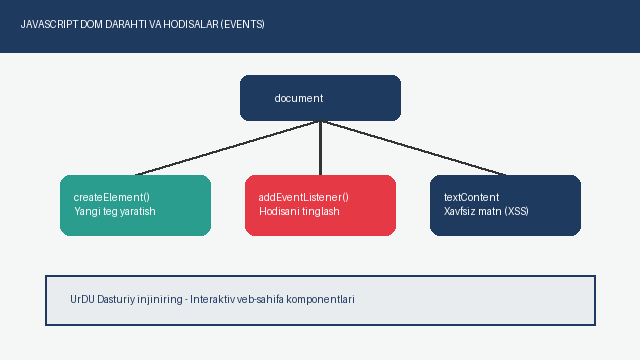 JAVASCRIPT DOM DARAHTI VA HODISALAR (EVENTS)
document
createElement()
Yangi teg yaratish
addEventListener()
Hodisani tinglash
textContent
Xavfsiz matn (XSS)
UrDU Dasturiy injiniring - Interaktiv veb-sahifa komponentlari